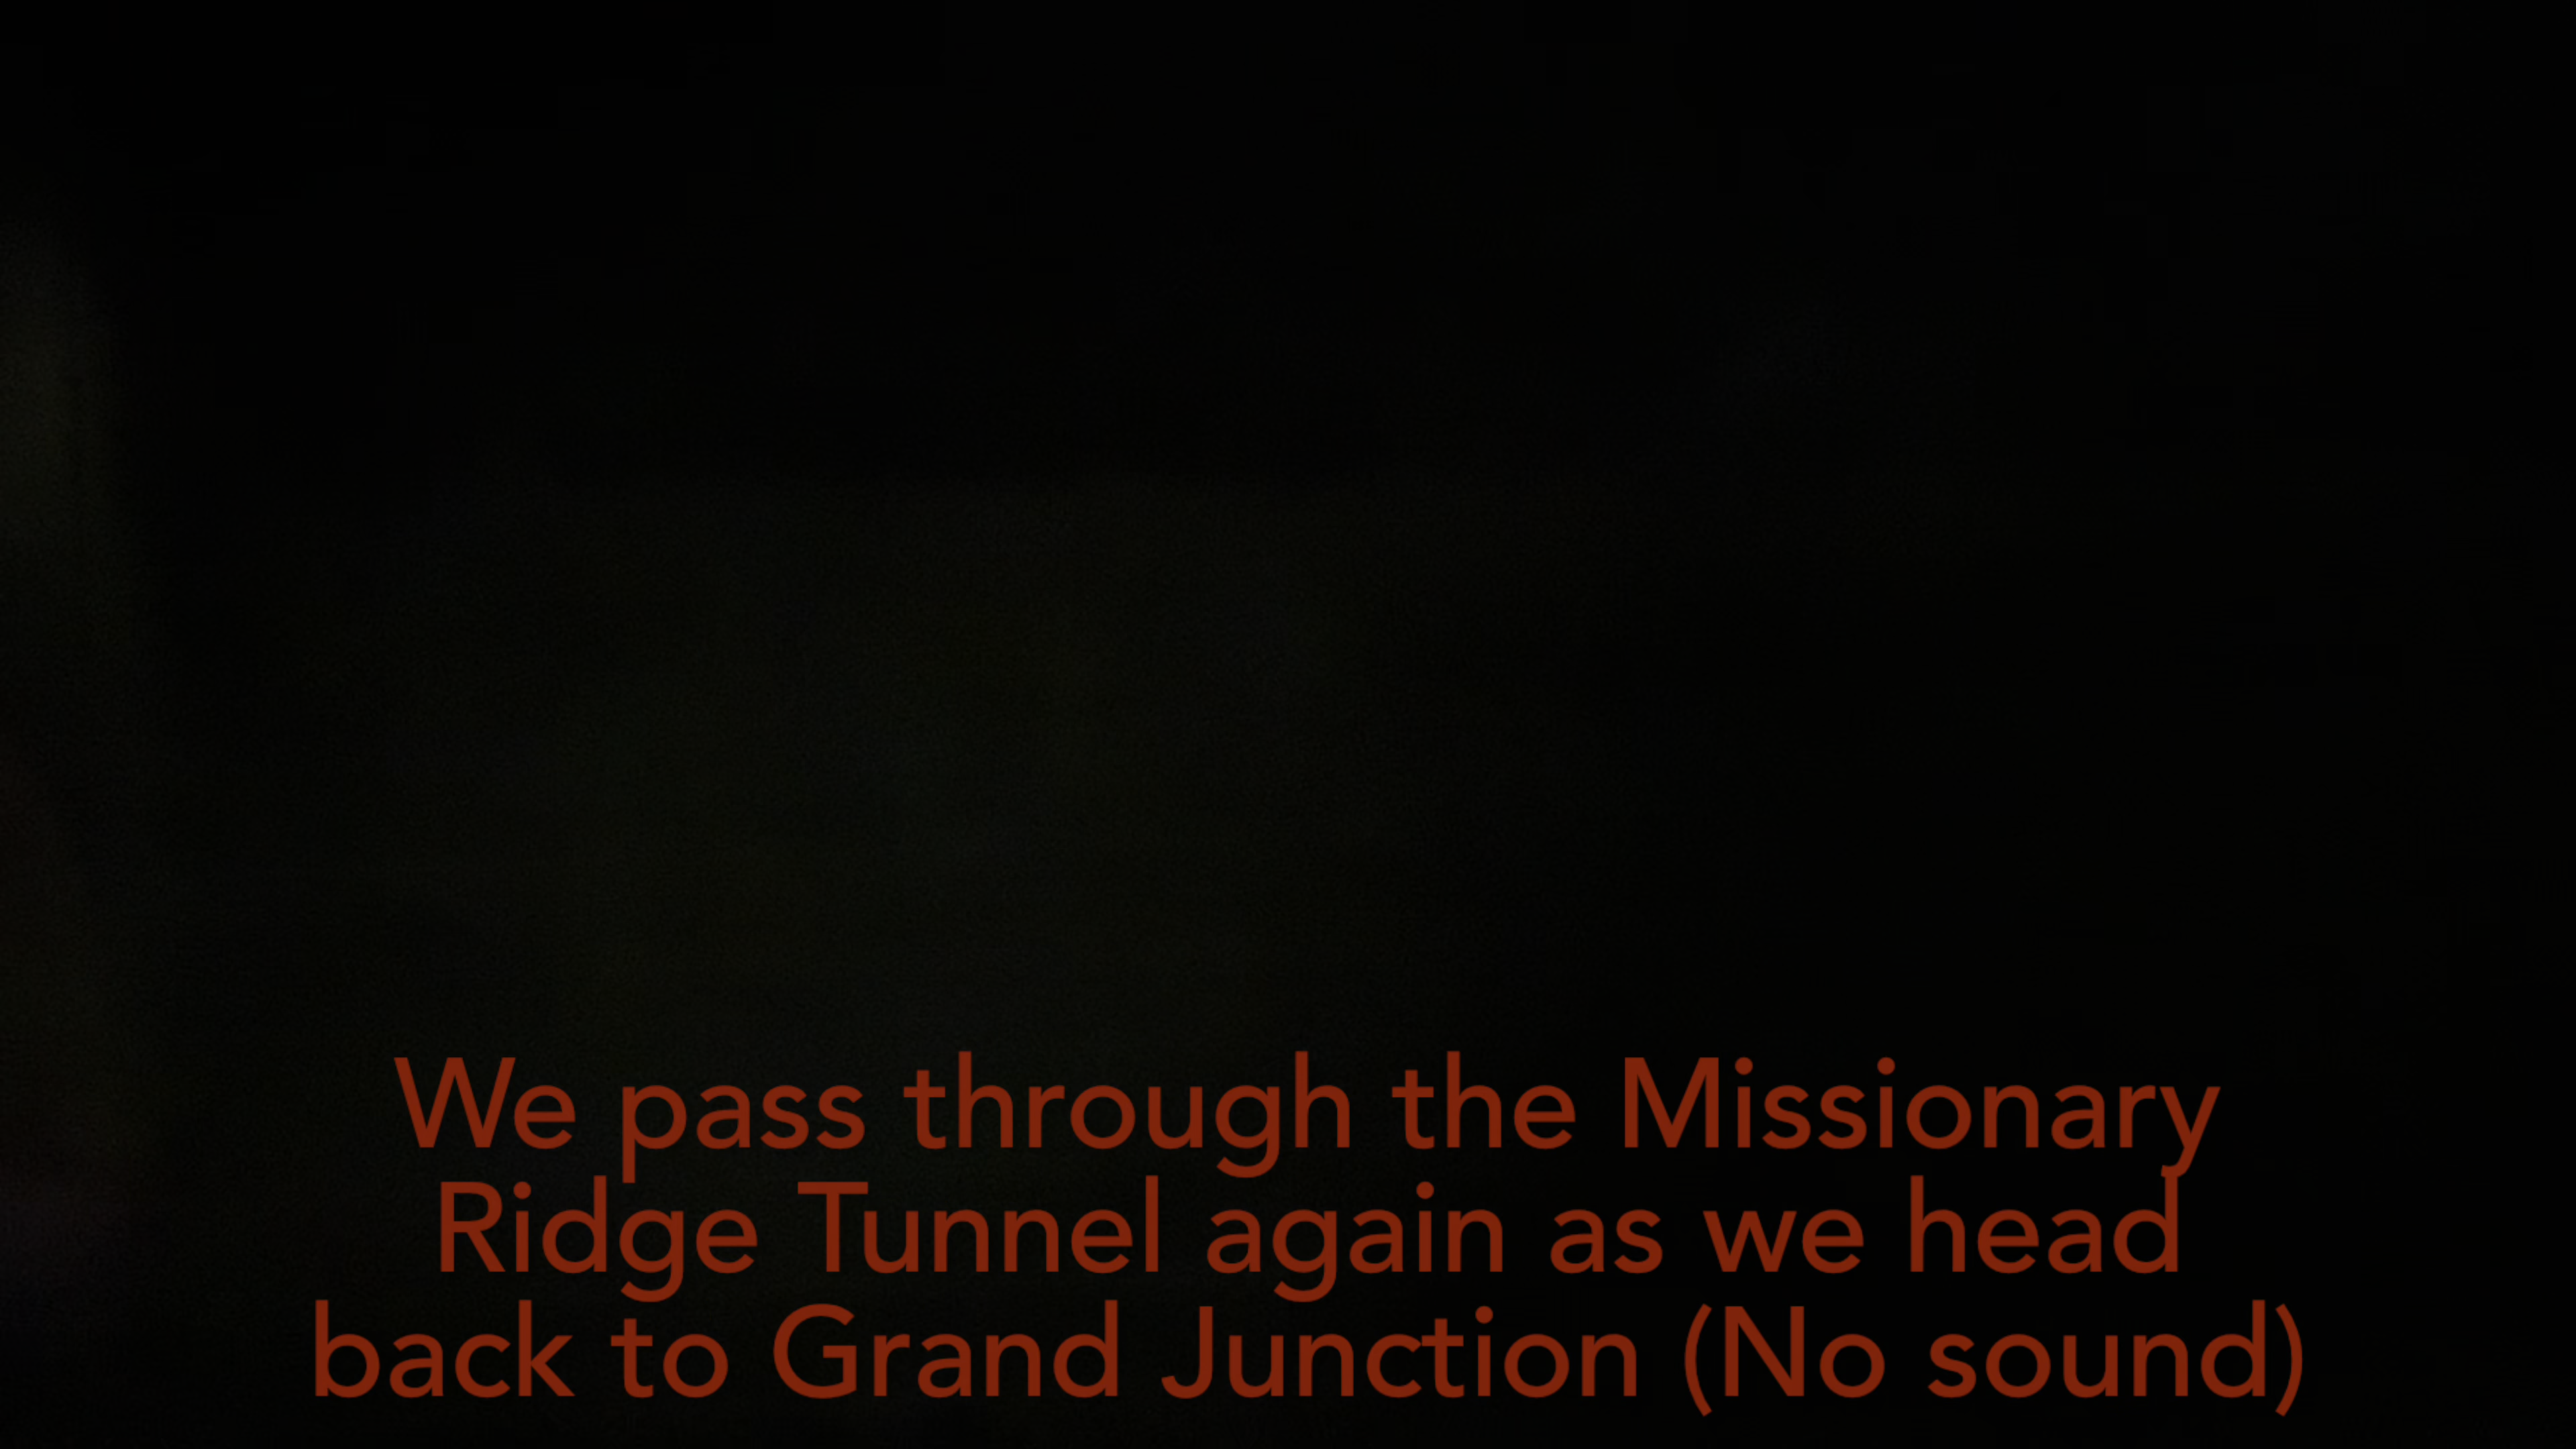 We pass through the Missionary
Ridge Tunnel again as we head
back to Grand Junction (No sound)